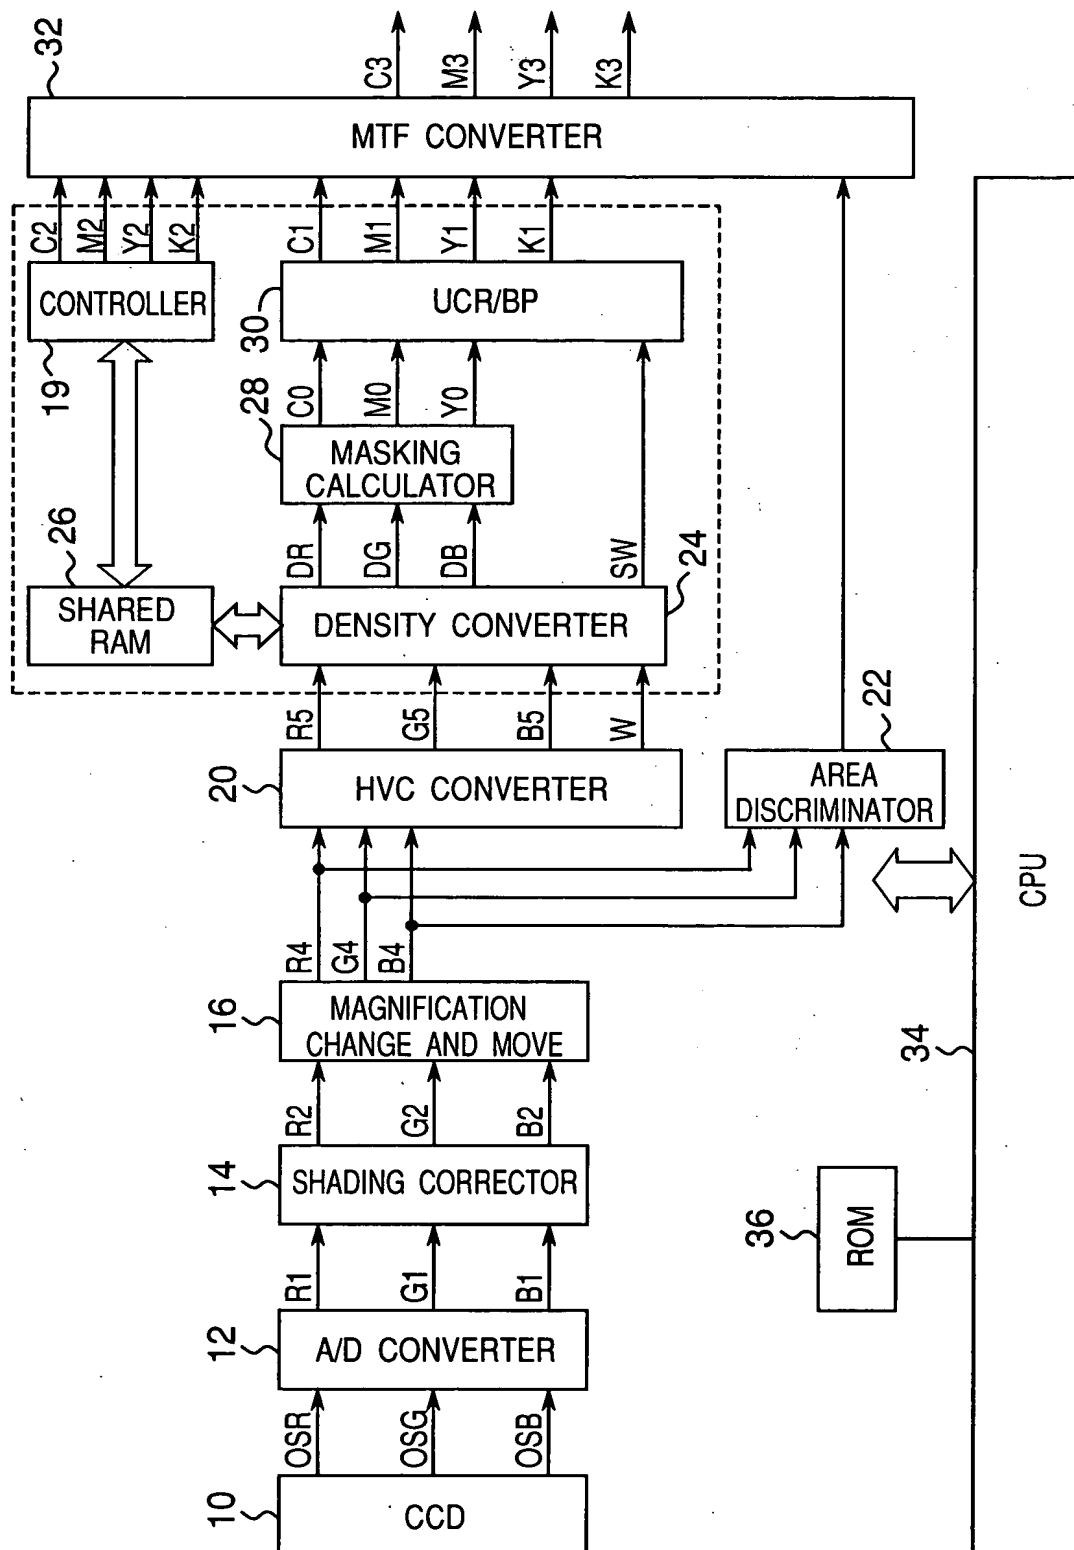 10
CCD
OSR
OSG
OSB
12
A/D CONVERTER
R1
G1
B1
14
SHADING CORRECTOR
R2
G2
B2
16
MAGNIFICATION
CHANGE AND MOVE
R4
G4
B4
20
HVC CONVERTER
22
AREA
DISCRIMINATOR
R5
G5
B5
W
26
SHARED
RAM
DENSITY CONVERTER
24
DR
DG
DB
SW
28
MASKING
CALCULATOR
C0
M0
Y0
19
CONTROLLER
30
UCR/BP
C2
M2
Y2
K2
C1
M1
Y1
K1
32
MTF CONVERTER
C3
M3
Y3
K3
36
ROM
34
CPU